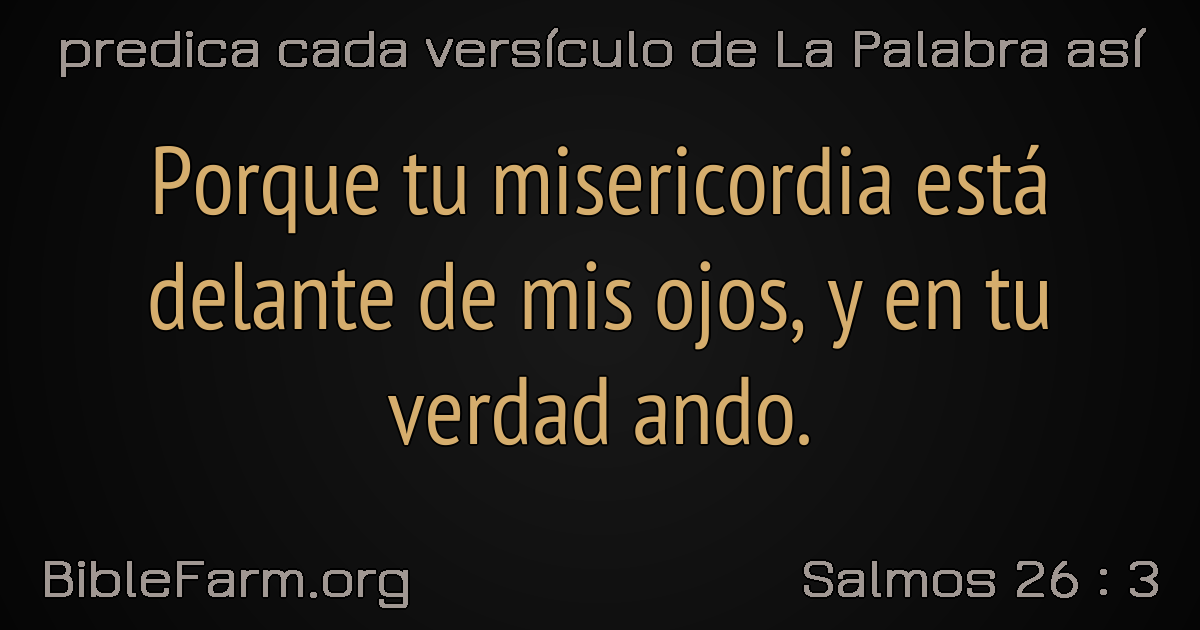 predica cada versículo de La Palabra así
Porque tu misericordia está
delante de mis ojos, y en tu
verdad ando.
BibleFarm.org
Salmos 26 : 3